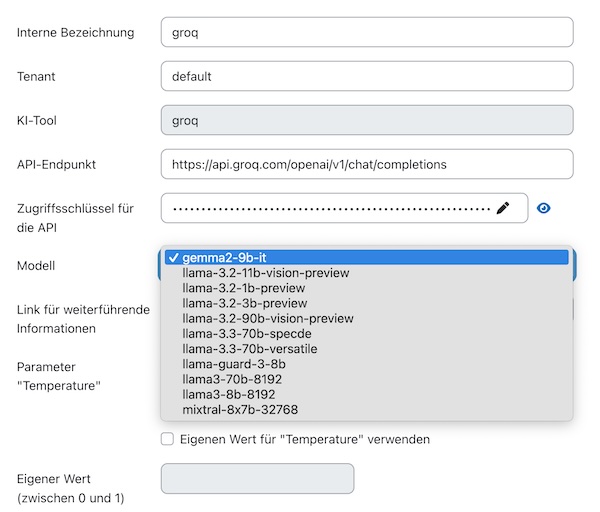 Interne Bezeichnung groq
Tenant default
KI-Tool groq
API-Endpunkt https://api.groq.com/openai/v1/chat/completions
Zugriffsschlüssel für
die API
Modell
gemma2-9b-it
llama-3.2-11b-vision-preview
llama-3.2-1b-preview
llama-3.2-3b-preview
llama-3.2-90b-vision-preview
llama-3.3-70b-specde
llama-3.3-70b-versatile
llama-guard-3-8b
llama3-70b-8192
llama3-8b-8192
mixtral-8x7b-32768
Link für weiterführende
Informationen
Parameter
"Temperature"
Eigenen Wert für "Temperature" verwenden
Eigener Wert
(zwischen 0 und 1)